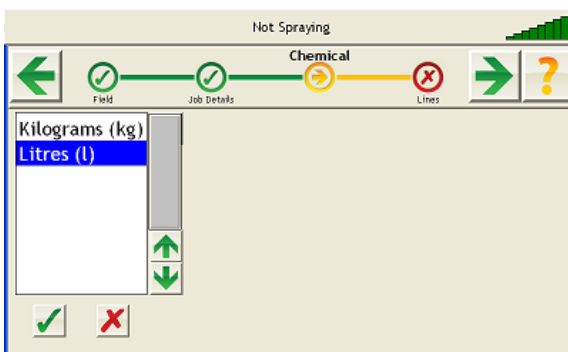 Not Spraying
Chemical
Field
Job Details
Lines
?
Kilograms (kg)
Litres (l)